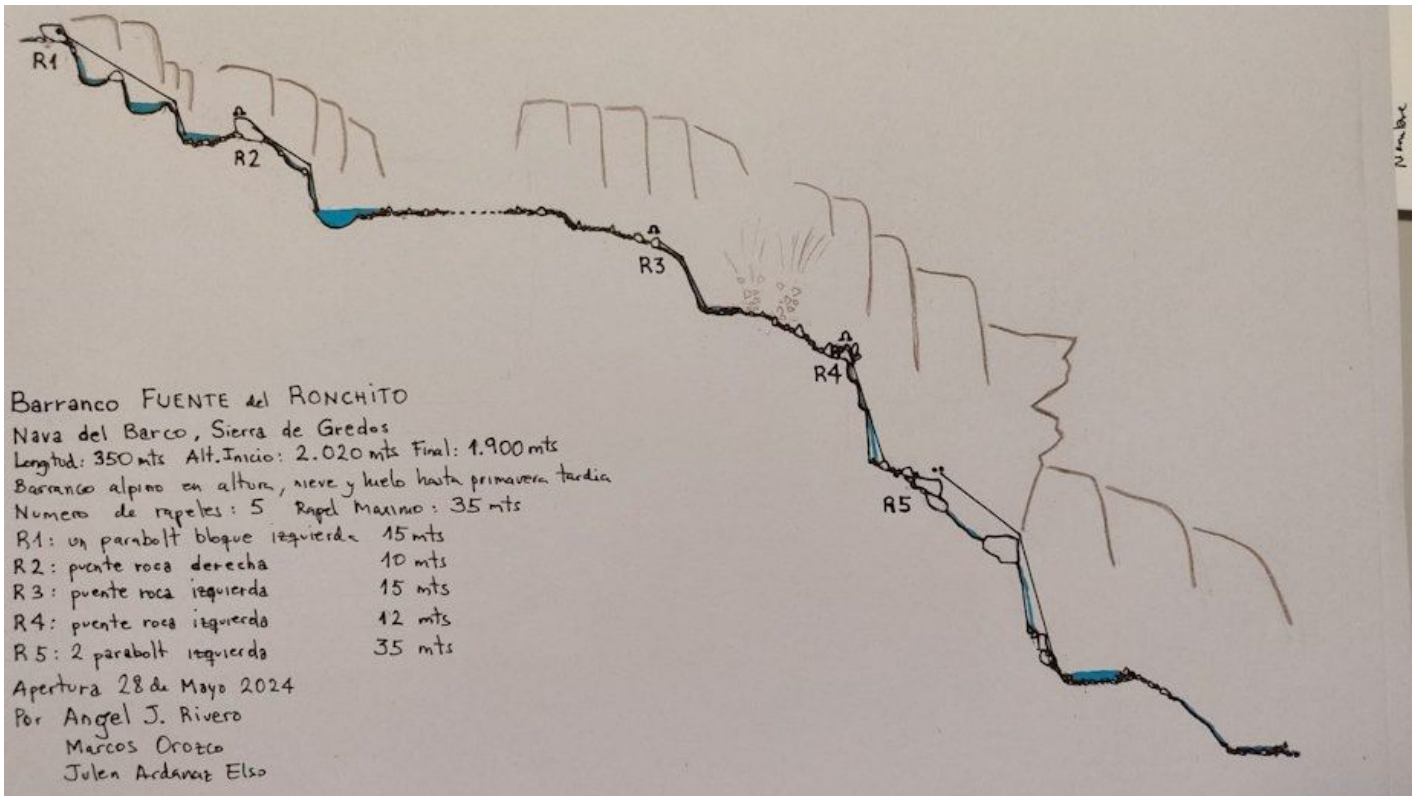 R1
R2
R3
R4
R5
Barranco FUENTE del RONCHITO
Nava del Barco, Sierra de Gredos
Longitud: 350 mts Alt. Inicio: 2.020 mts Final: 1.900 mts
Barranco alpino en altura, nieve y hielo hasta primavera tardia
Numero de rapeles: 5 Rapel Maximo: 35 mts
R1: un parabolt bloque izquierda 15 mts
R2: puente roca derecha 10 mts
R3: puente roca izquierda 15 mts
R4: puente roca izquierda 12 mts
R5: 2 parabolt izquierda 35 mts
Apertura 28 de Mayo 2024
Por Angel J. Rivero
Marcos Orozco
Julen Ardanaz Elso
Nombre